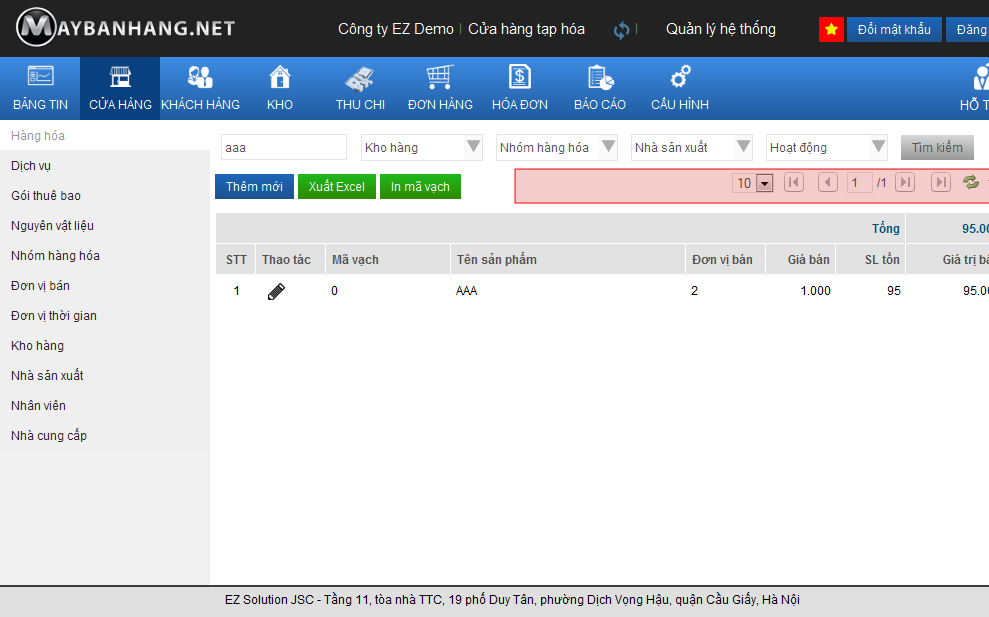 MAYBANHANG.NET
Công ty EZ Demo | Cửa hàng tạp hóa | Quản lý hệ thống Đổi mật khẩu Đăng
BẢNG TIN CỬA HÀNG KHÁCH HÀNG KHO THU CHI ĐƠN HÀNG HÓA ĐƠN BÁO CÁO CẤU HÌNH HỖ T
Hàng hóa
Dịch vụ
Gói thuê bao
Nguyên vật liệu
Nhóm hàng hóa
Đơn vị bán
Đơn vị thời gian
Kho hàng
Nhà sản xuất
Nhân viên
Nhà cung cấp
aaa Kho hàng Nhóm hàng hóa Nhà sản xuất Hoạt động Tìm kiếm
Thêm mới Xuất Excel In mã vạch 10 1 /1
Tổng 95.00
STT Thao tác Mã vạch Tên sản phẩm Đơn vị bán Giá bán SL tồn Giá trị bá
1 0 AAA 2 1.000 95 95.00
EZ Solution JSC - Tầng 11, tòa nhà TTC, 19 phố Duy Tân, phường Dịch Vọng Hậu, quận Cầu Giấy, Hà Nội